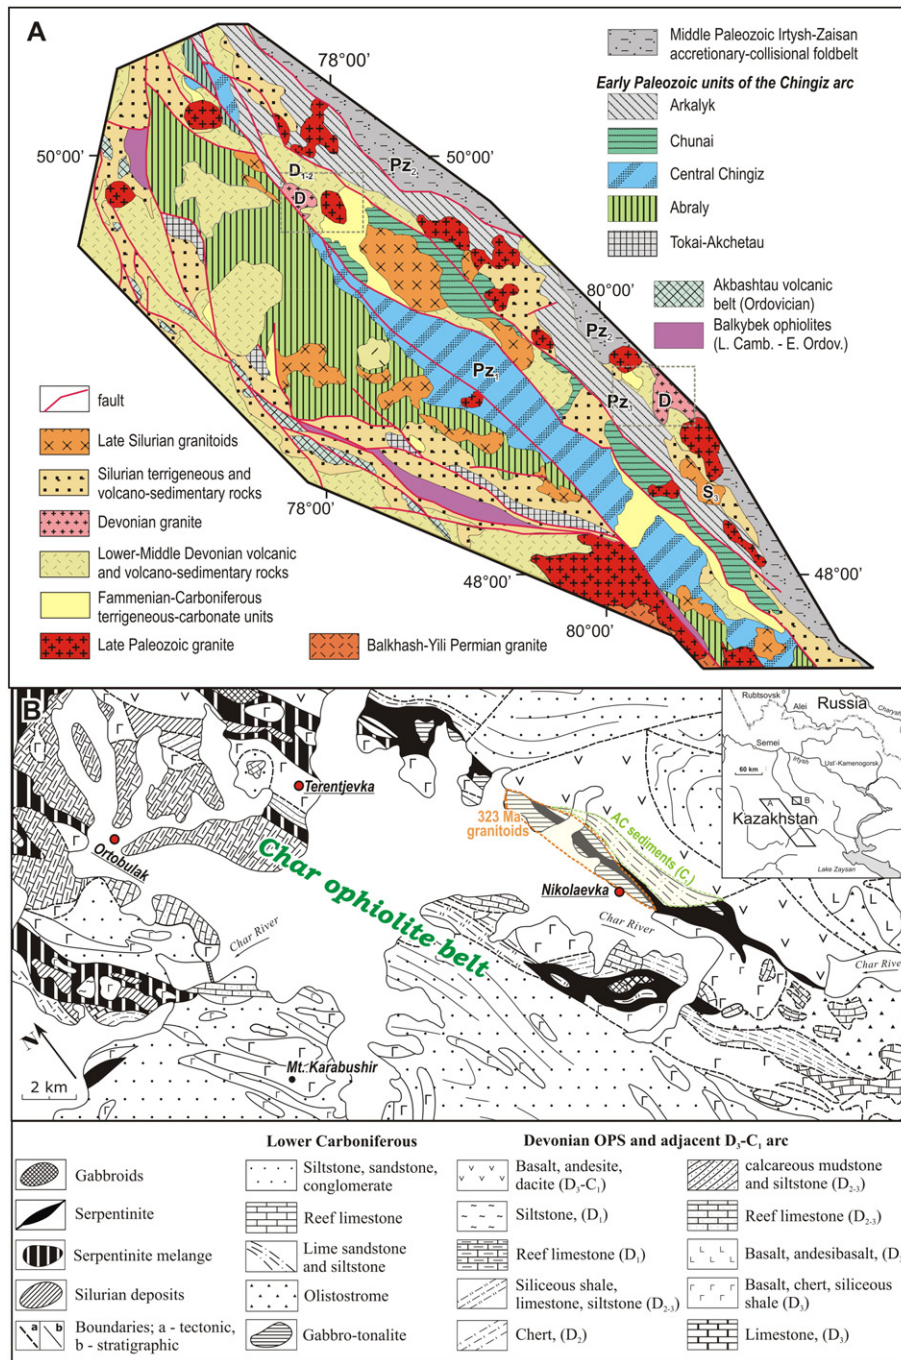 A
78°00'
50°00'
D1-2
D
Pz2
50°00'
80°00'
Pz2
Pz1
Pz1
D
S3
78°00'
48°00'
80°00'
48°00'
Middle Paleozoic Irtysh-Zaisan
accretionary-collisional foldbelt
Early Paleozoic units of the Chingiz arc
Arkalyk
Chunai
Central Chingiz
Abraly
Tokai-Akchetau
Akbashtau volcanic
belt (Ordovician)
Balkybek ophiolites
(L. Camb. - E. Ordov.)
fault
Late Silurian granitoids
Silurian terrigeneous and
volcano-sedimentary rocks
Devonian granite
Lower-Middle Devonian volcanic
and volcano-sedimentary rocks
Fammenian-Carboniferous
terrigeneous-carbonate units
Late Paleozoic granite
Balkhash-Yili Permian granite
B
Terentjevka
Ortobulak
323 Ma
granitoids
AC sediments (C1)
Char ophiolite belt
Nikolaevka
Char River
Char River
Char River
Mt. Karabushir
N
2 km
Rubtsovsk
Alei
Russia
Charysh
Semei
Irtysh
Ust'-Kamenogorsk
60 km
A
B
Kazakhstan
Lake Zaysan
Lower Carboniferous
Devonian OPS and adjacent D3-C1 arc
Gabbroids
Serpentinite
Serpentinite melange
Silurian deposits
a
b
Boundaries; a - tectonic,
b - stratigraphic
Siltstone, sandstone,
conglomerate
Reef limestone
Lime sandstone
and siltstone
Olistostrome
Gabbro-tonalite
Basalt, andesite,
dacite (D3-C1)
Siltstone, (D1)
Reef limestone (D1)
Siliceous shale,
limestone, siltstone (D2-3)
Chert, (D2)
calcareous mudstone
and siltstone (D2-3)
Reef limestone (D2-3)
Basalt, andesibasalt, (D
Basalt, chert, siliceous
shale (D3)
Limestone, (D3)